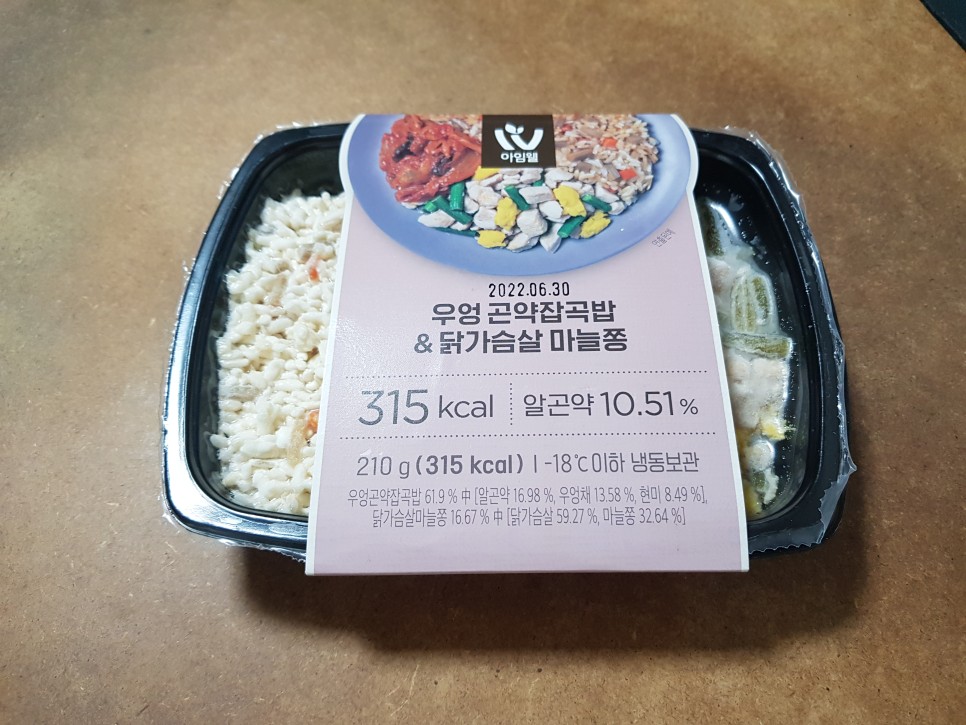 아임웰
연출된예
2022.06.30
우엉 곤약잡곡밥
& 닭가슴살 마늘쫑
315 kcal 알곤약 10.51 %
210 g (315 kcal) | -18℃ 이하 냉동보관
우엉곤약잡곡밥 61.9 % 中 [알곤약 16.98 %, 우엉채 13.58 %, 현미 8.49 %],
닭가슴살마늘쫑 16.67 % 中 [닭가슴살 59.27 %, 마늘쫑 32.64 %]